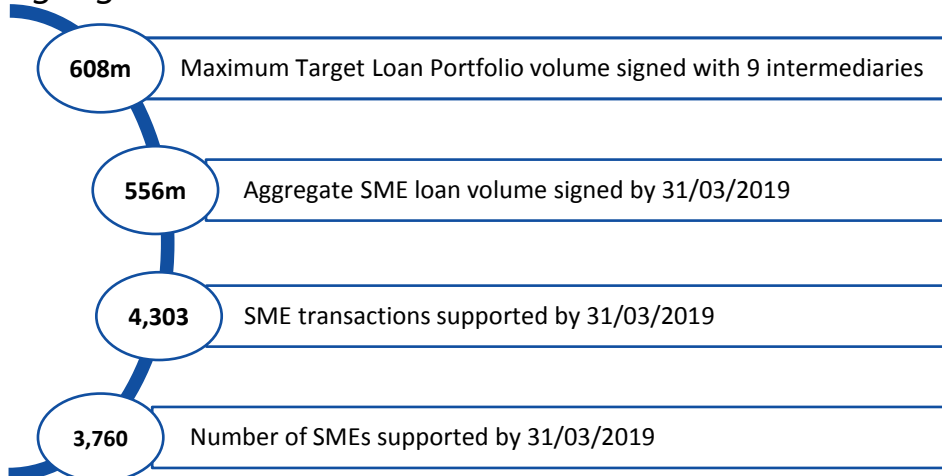 608m Maximum Target Loan Portfolio volume signed with 9 intermediaries
556m Aggregate SME loan volume signed by 31/03/2019
4,303 SME transactions supported by 31/03/2019
3,760 Number of SMEs supported by 31/03/2019